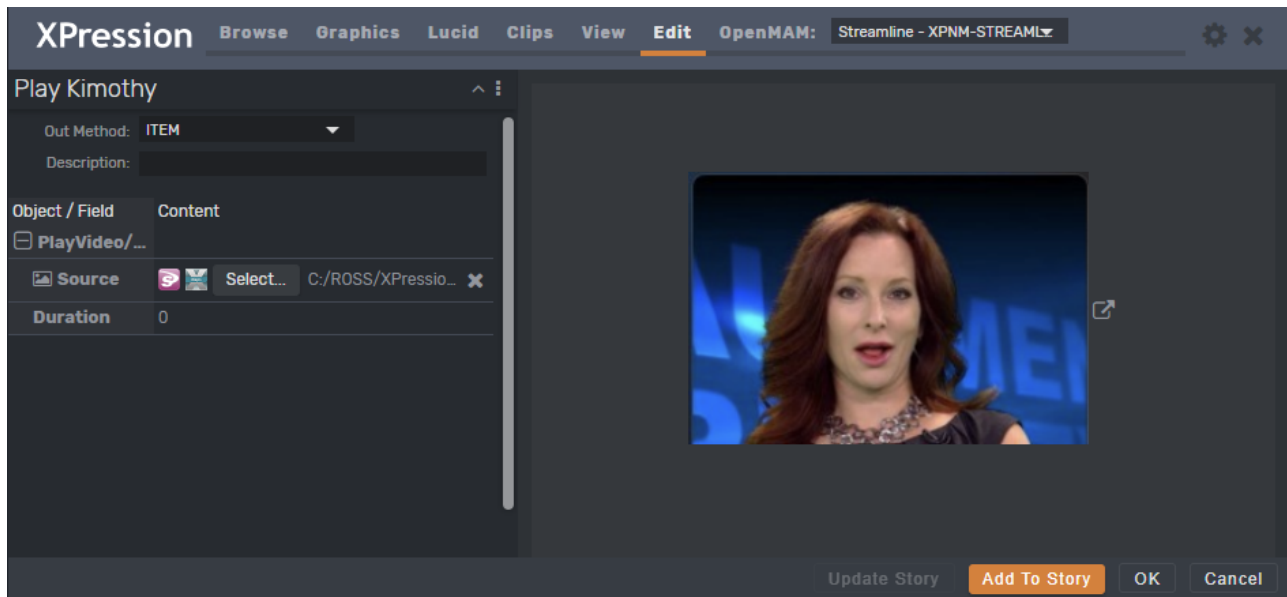 XPression Browse Graphics Lucid Clips View Edit OpenMAM: Streamline - XPNM-STREAML
Play Kimothy
Out Method: ITEM
Description:
Object / Field Content
PlayVideo/...
Source Select... C:/ROSS/XPressio...
Duration 0
Update Story Add To Story OK Cancel